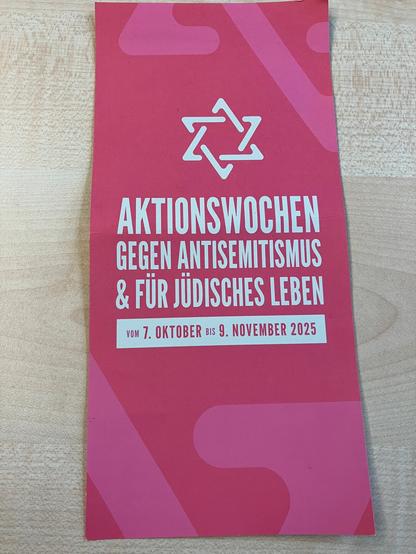 AKTIONSWOCHEN
GEGEN ANTISEMITISMUS
& FÜR JÜDISCHES LEBEN
VOM 7. OKTOBER BIS 9. NOVEMBER 2025